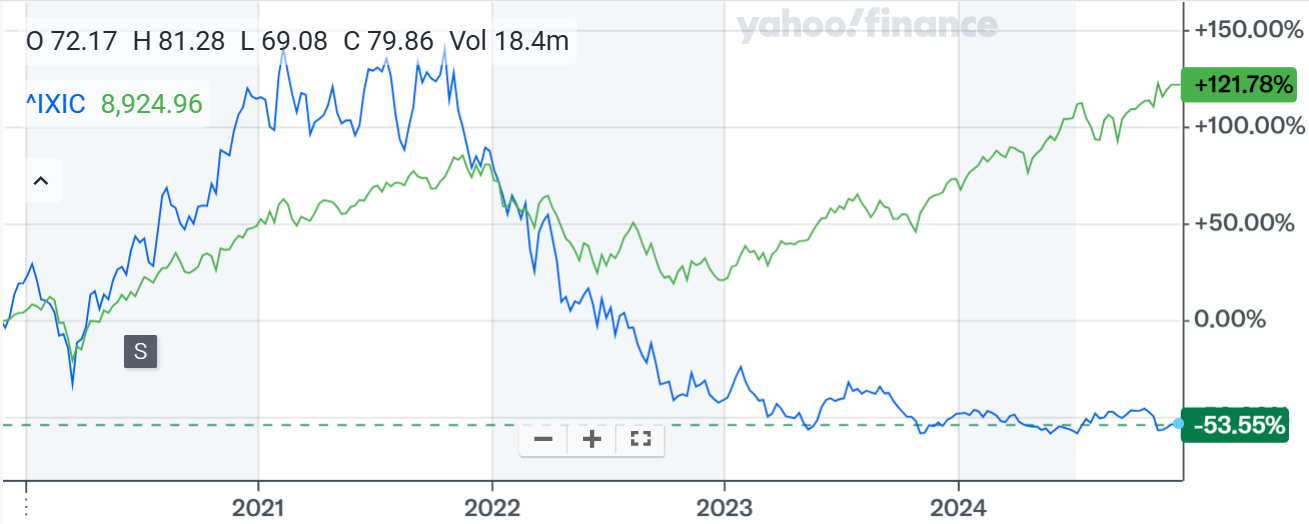 yahoo!finance
O 72.17 H 81.28 L 69.08 C 79.86 Vol 18.4m
^IXIC 8,924.96
+150.00%
+121.78%
+100.00%
+50.00%
0.00%
S
-53.55%
2021 2022 2023 2024